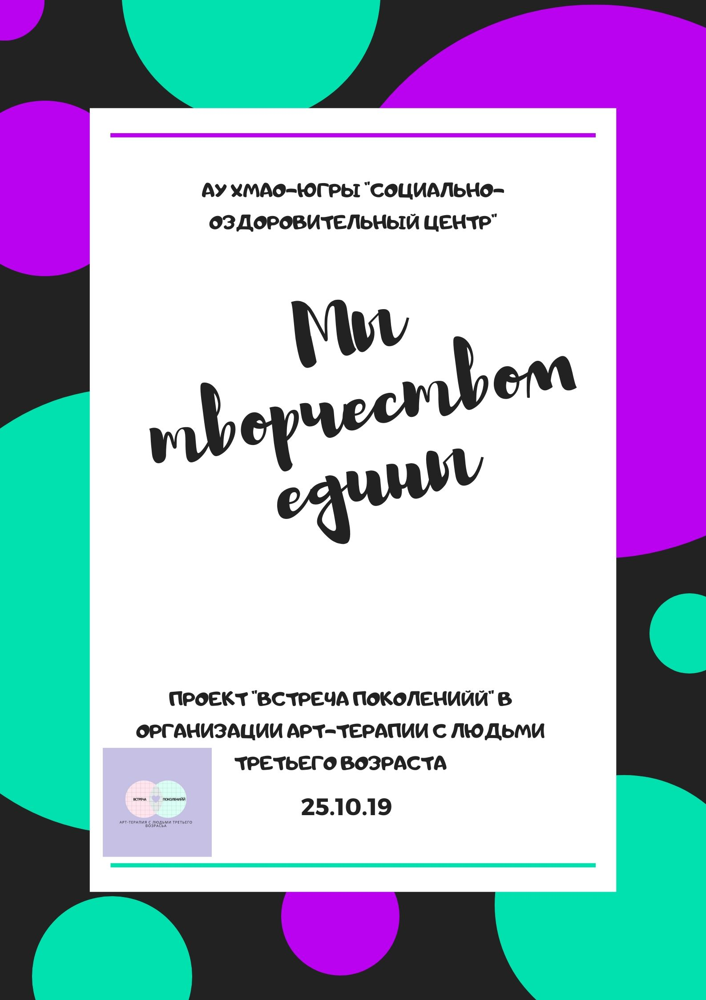 АУ ХМАО-ЮГРЫ "СОЦИАЛЬНО-
ОЗДОРОВИТЕЛЬНЫЙ ЦЕНТР"
Мы
творчеством
едины
ПРОЕКТ "ВСТРЕЧА ПОКОЛЕНИЙЙ" В
ОРГАНИЗАЦИИ АРТ-ТЕРАПИИ С ЛЮДЬМИ
ТРЕТЬЕГО ВОЗРАСТА
25.10.19
ВСТРЕЧА ПОКОЛЕНИЙЙ
АРТ-ТЕРАПИЯ С ЛЮДЬМИ ТРЕТЬЕГО
ВОЗРАСЬА